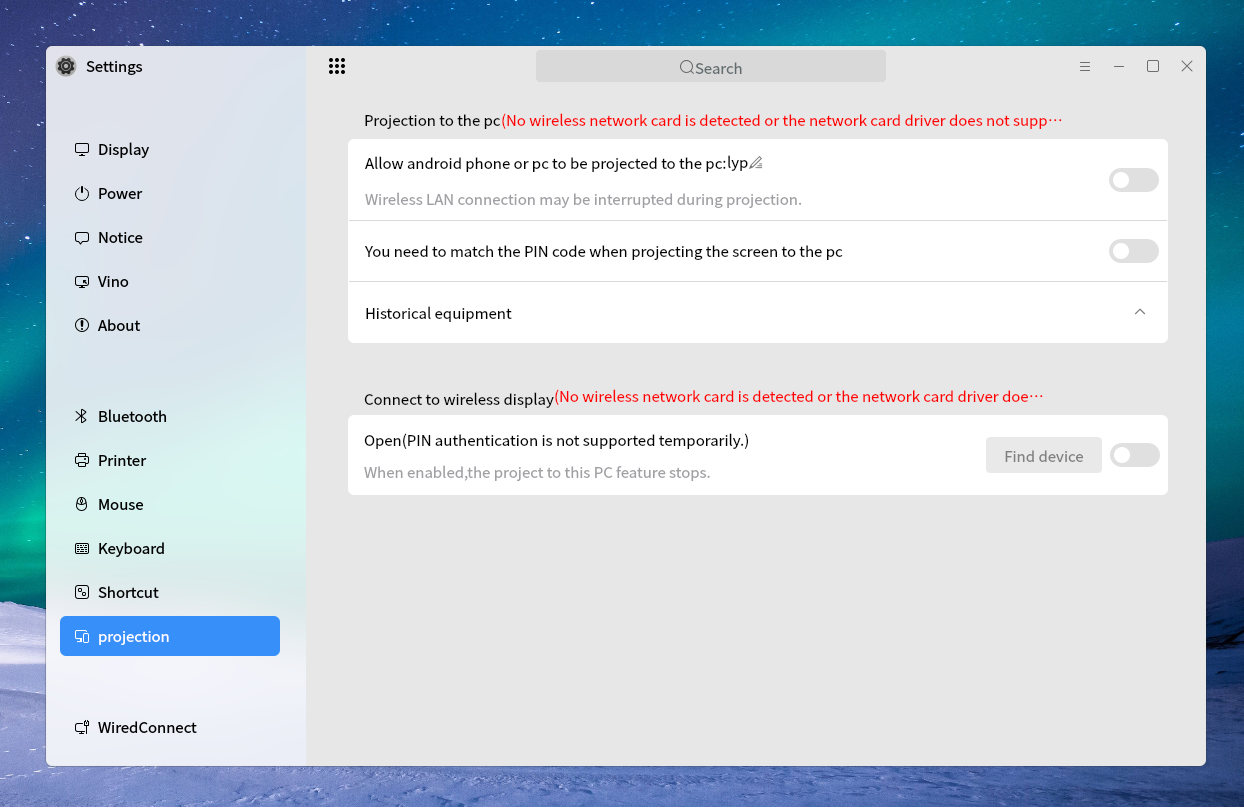 Settings
Search
Display
Power
Notice
Vino
About
Bluetooth
Printer
Mouse
Keyboard
Shortcut
projection
WiredConnect
Projection to the pc(No wireless network card is detected or the network card driver does not supp···
Allow android phone or pc to be projected to the pc:lyp
Wireless LAN connection may be interrupted during projection.
You need to match the PIN code when projecting the screen to the pc
Historical equipment
Connect to wireless display(No wireless network card is detected or the network card driver doe···
Open(PIN authentication is not supported temporarily.)
Find device
When enabled,the project to this PC feature stops.